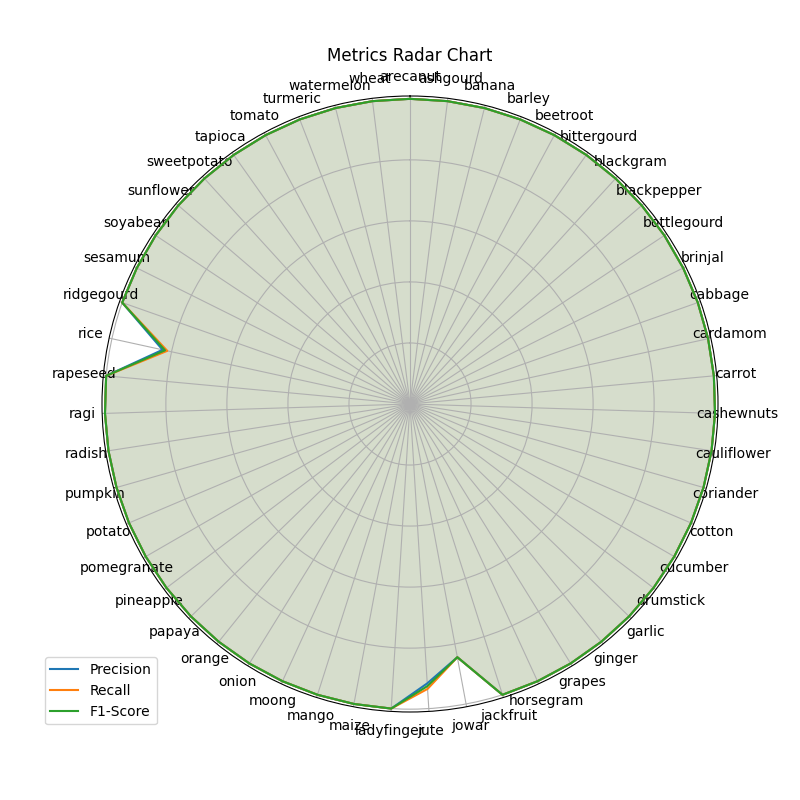 Metrics Radar Chart
arecanut
ashgourd
banana
barley
beetroot
bittergourd
blackgram
blackpepper
bottlegourd
brinjal
cabbage
cardamom
carrot
cashewnuts
cauliflower
coriander
cotton
cucumber
drumstick
garlic
ginger
grapes
horsegram
jackfruit
jowar
jute
ladyfinger
maize
mango
moong
onion
orange
papaya
pineapple
pomegranate
potato
pumpkin
radish
ragi
rapeseed
rice
ridgegourd
sesamum
soyabean
sunflower
sweetpotato
tapioca
tomato
turmeric
watermelon
wheat
Precision
Recall
F1-Score